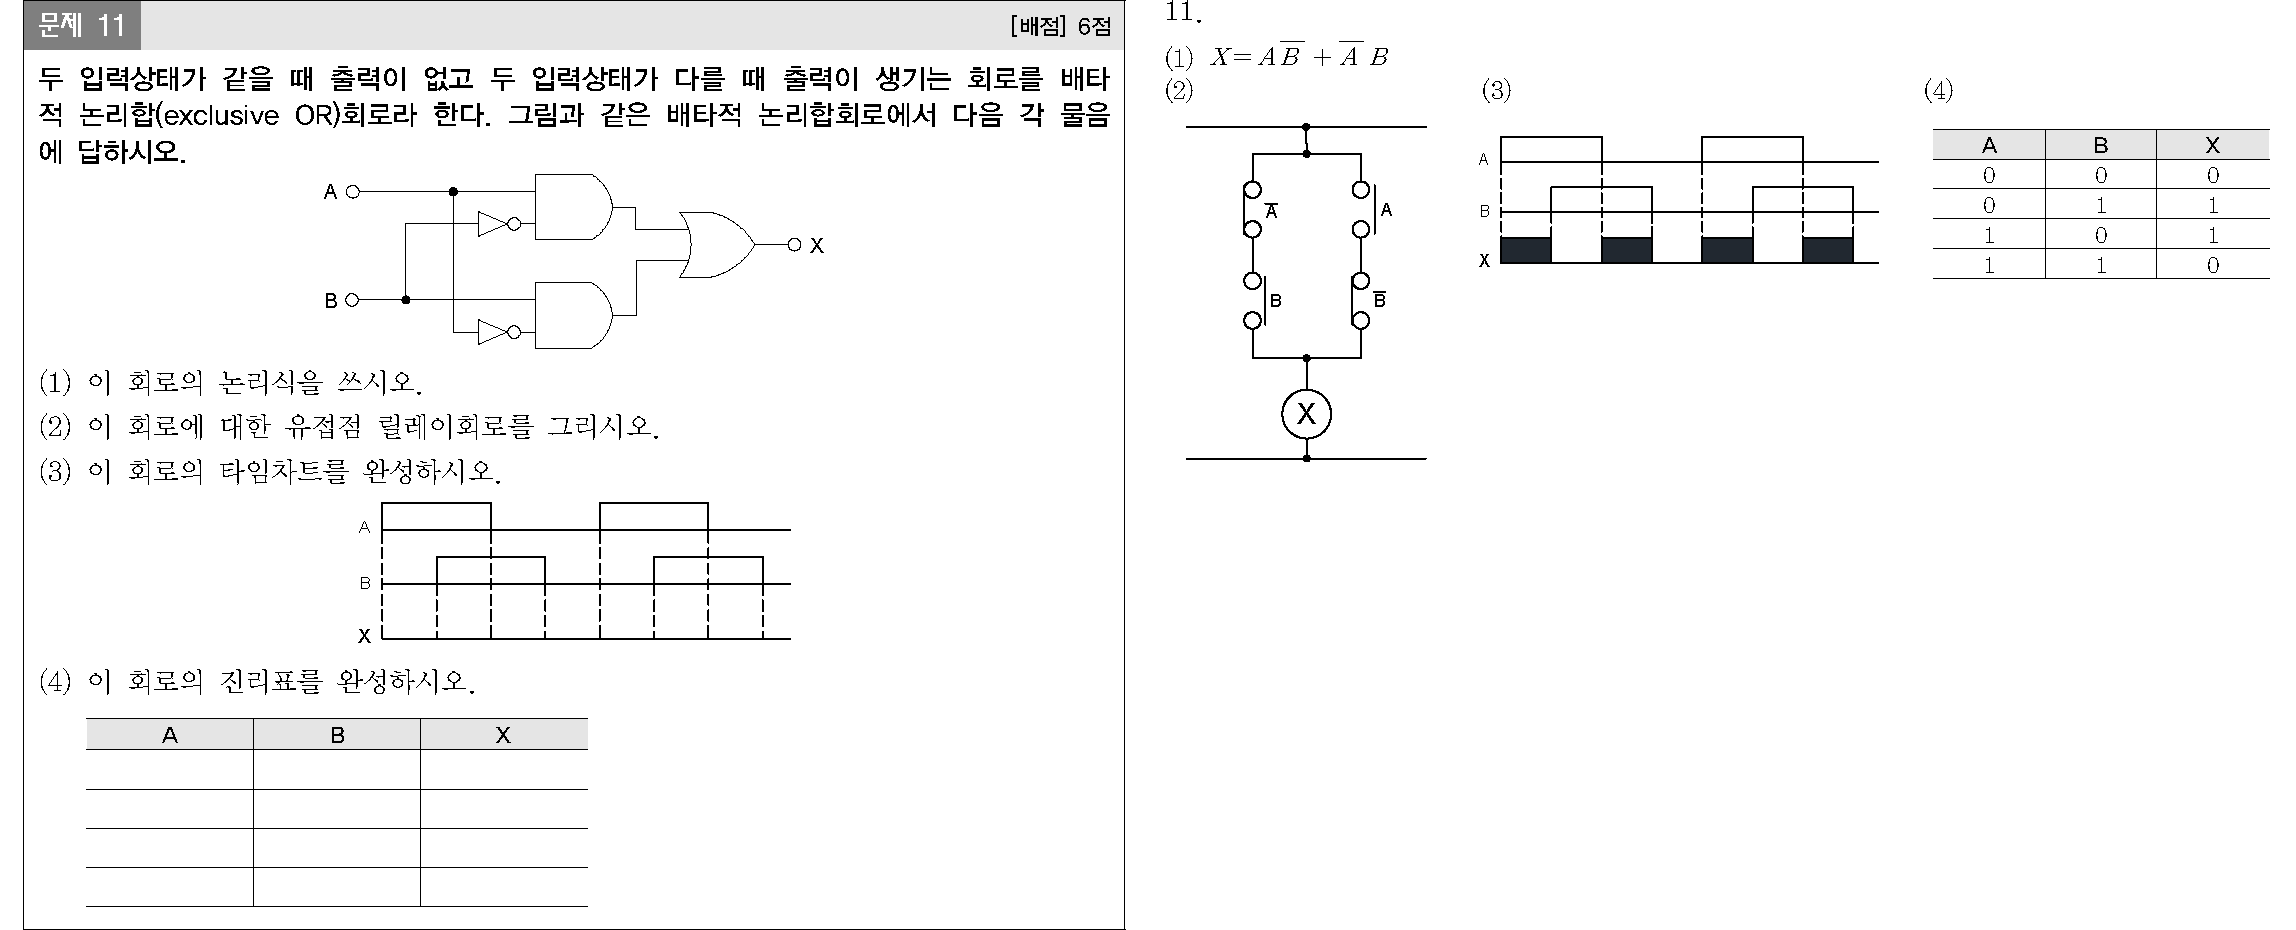 문제 11
[배점] 6점
두 입력상태가 같을 때 출력이 없고 두 입력상태가 다를 때 출력이 생기는 회로를 배타
적 논리합(exclusive OR)회로라 한다. 그림과 같은 배타적 논리합회로에서 다음 각 물음
에 답하시오.
A
X
B
(1) 이 회로의 논리식을 쓰시오.
(2) 이 회로에 대한 유접점 릴레이회로를 그리시오.
(3) 이 회로의 타임차트를 완성하시오.
A
B
X
(4) 이 회로의 진리표를 완성하시오.
A B X
11.
(1) X= A B̅ + A̅ B
(2)
A̅ A
B B̅
X
(3)
A
B
X
(4)
A B X
0 0 0
0 1 1
1 0 1
1 1 0